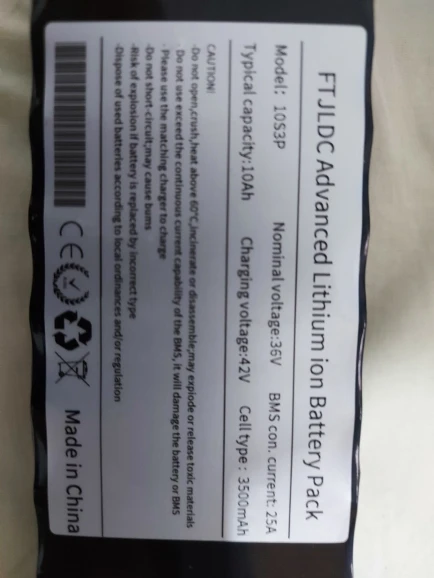 FTJLDC Advanced Lithium ion Battery Pack
Model: 10S3P Nominal voltage:36V BMS con. current: 25A
Typical capacity:10Ah Charging voltage:42V Cell type: 3500mAh
CAUTION!
·Do not open,crush,heat above 60°C,incinerate or disassemble,may explode or release toxic materials
Do not use exceed the continuous current capability of the BMS, it will damage the battery or BMS
·Please use the matching charger to charge
·Do not short-circuit,may cause burns
·Risk of explosion if battery is replaced by incorrect type
·Dispose of used batteries according to local ordinances and/or regulation
CE Made in China